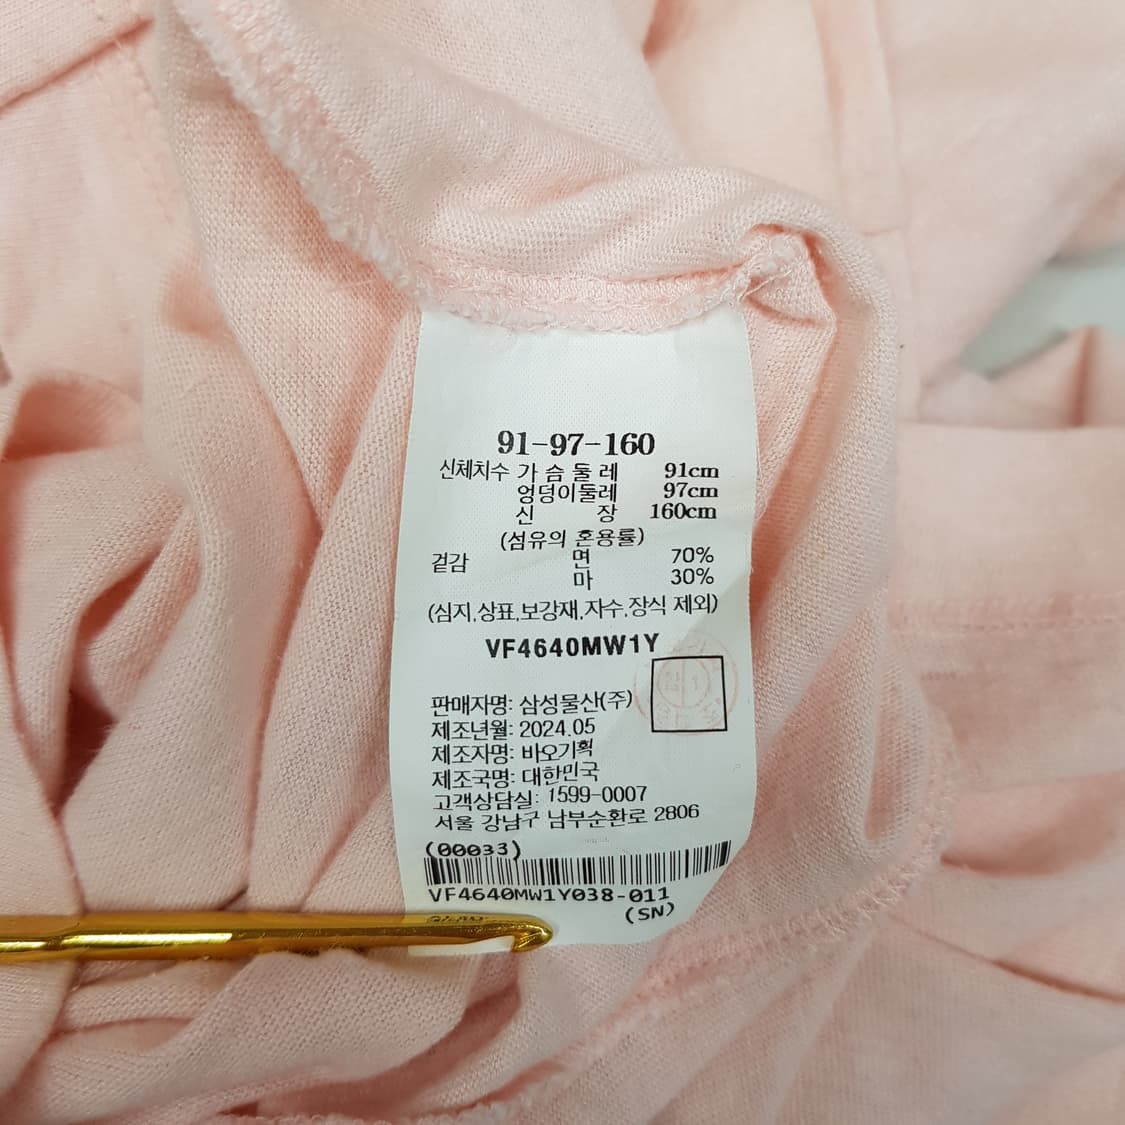 91-97-160
신체치수 가 슴 둘 레 91cm
엉덩이둘레 97cm
신 장 160cm
(섬유의 혼용률)
겉감 면 70%
마 30%
(심지,상표,보강재,자수,장식 제외)
VF4640MW1Y
판매자명: 삼성물산(주)
제조년월: 2024.05
제조자명: 바오기획
제조국명: 대한민국
고객상담실: 1599-0007
서울 강남구 남부순환로 2806
(00033)
VF4640MW1Y038-011
(SN)